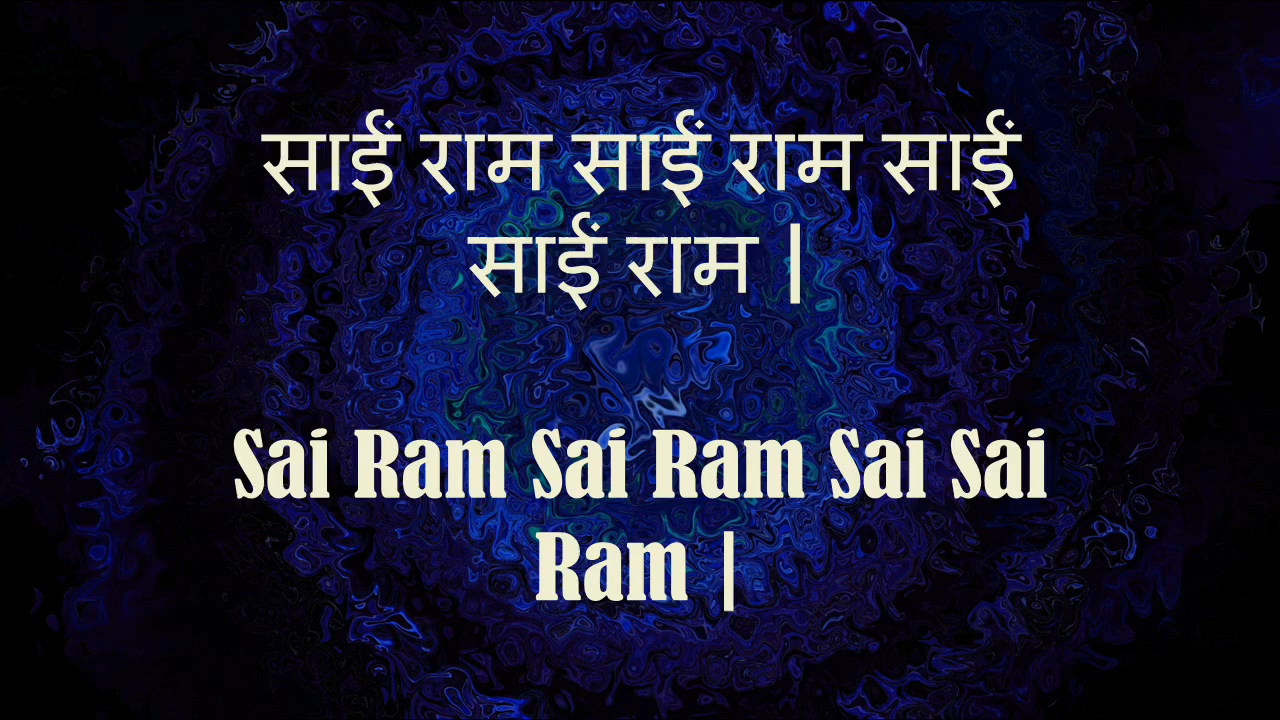 साईं राम साईं राम साईं
साईं राम |
Sai Ram Sai Ram Sai Sai
Ram |